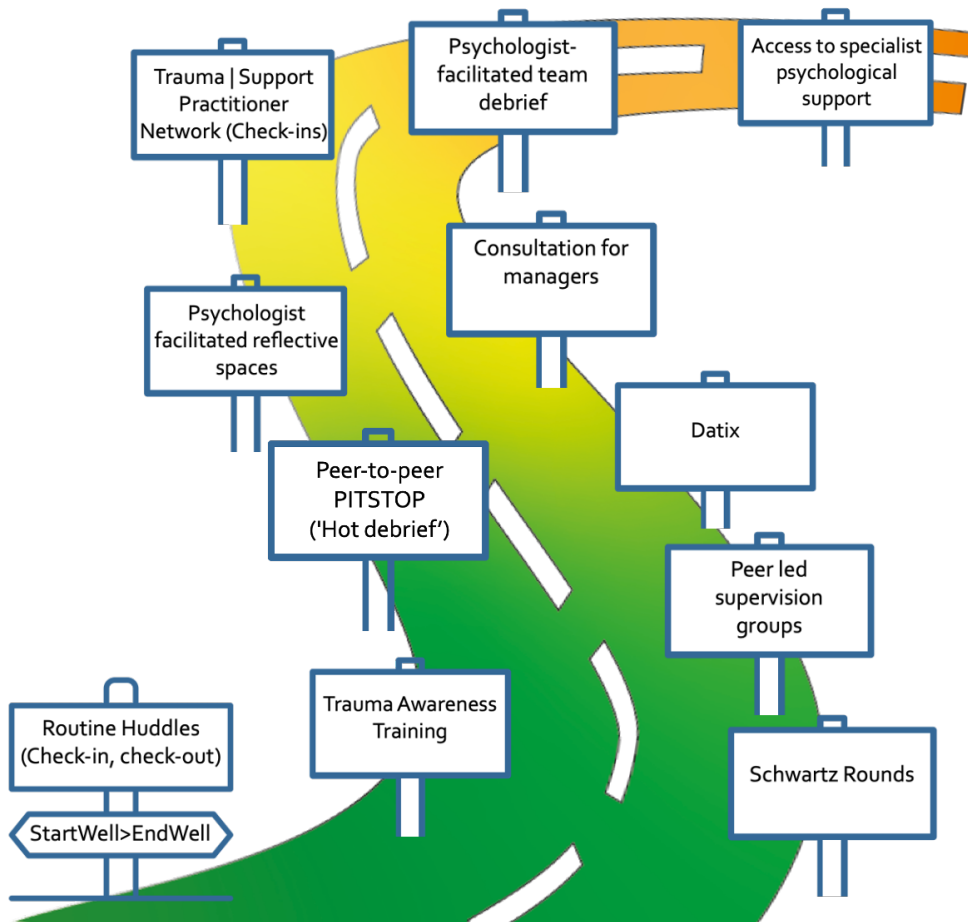 Trauma | Support
Practitioner
Network (Check-ins)
Psychologist-
facilitated team
debrief
Access to specialist
psychological
support
Consultation for
managers
Psychologist
facilitated reflective
spaces
Datix
Peer-to-peer
PITSTOP
('Hot debrief’)
Peer led
supervision
groups
Trauma Awareness
Training
Routine Huddles
(Check-in, check-out)
StartWell>EndWell
Schwartz Rounds